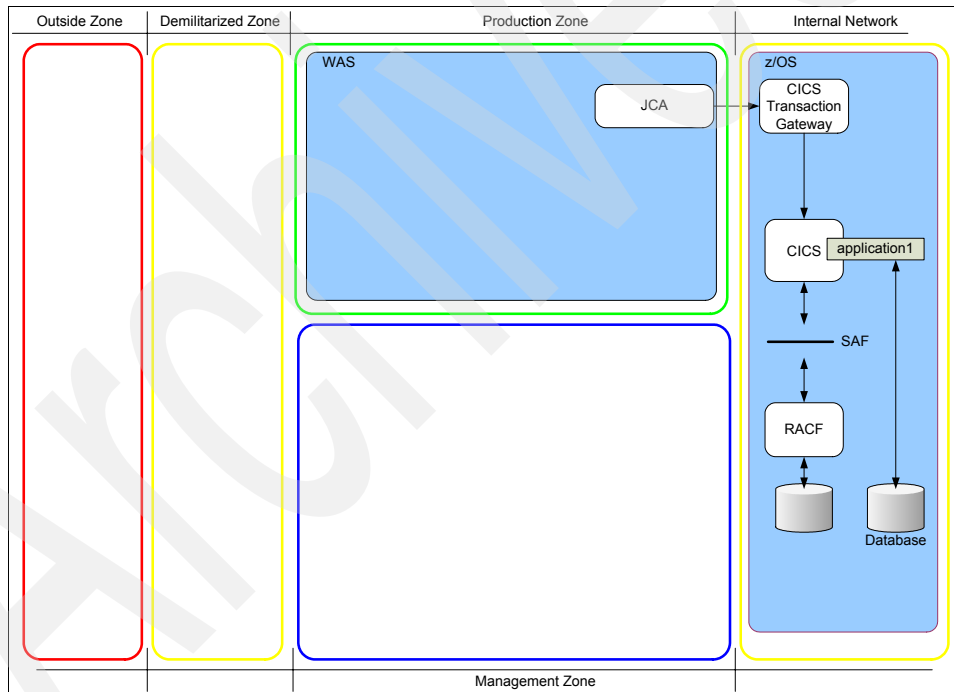 Outside Zone
Demilitarized Zone
Production Zone
Internal Network
WAS
z/OS
JCA
CICS
Transaction
Gateway
CICS
application1
SAF
RACF
Database
Management Zone